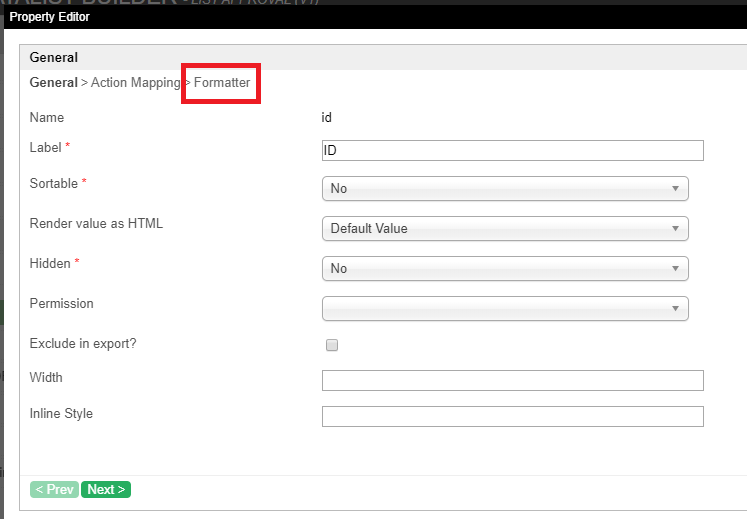 Property Editor
General
General > Action Mapping > Formatter
Name id
Label * ID
Sortable * No
Render value as HTML Default Value
Hidden * No
Permission
Exclude in export?
Width
Inline Style
< Prev Next >